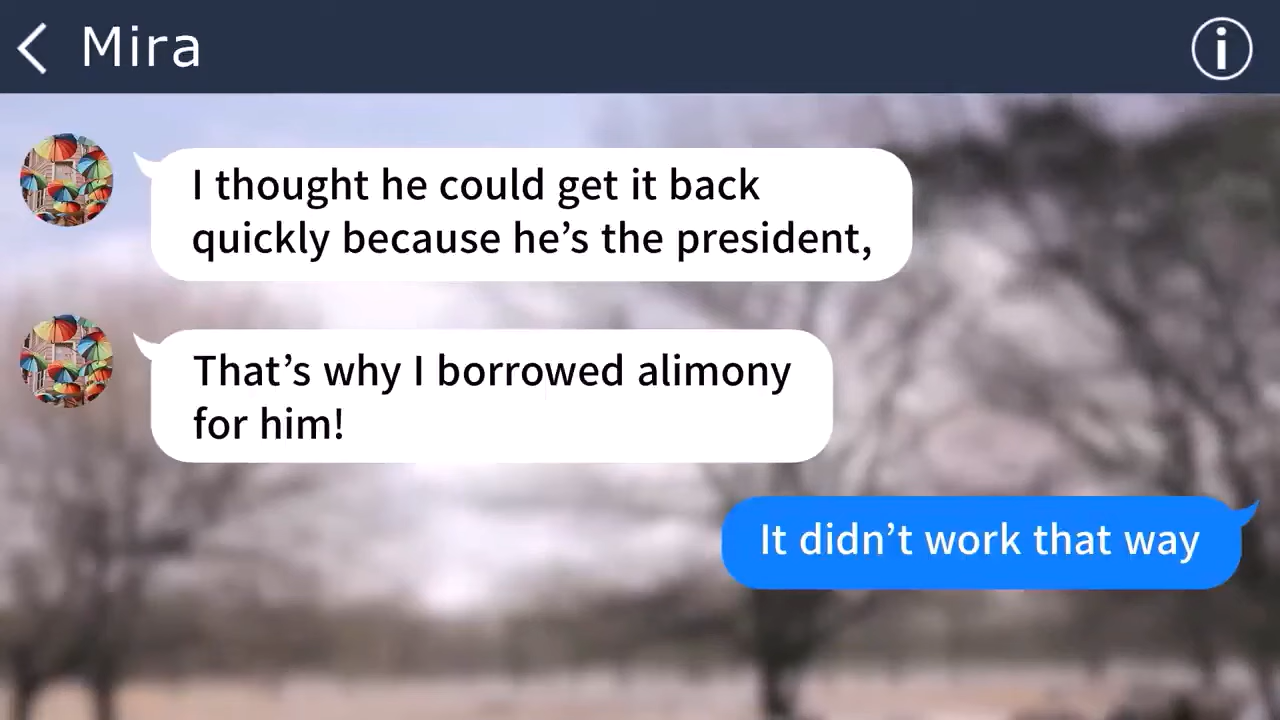 Mira
I thought he could get it back
quickly because he’s the president,
That’s why I borrowed alimony
for him!
It didn’t work that way